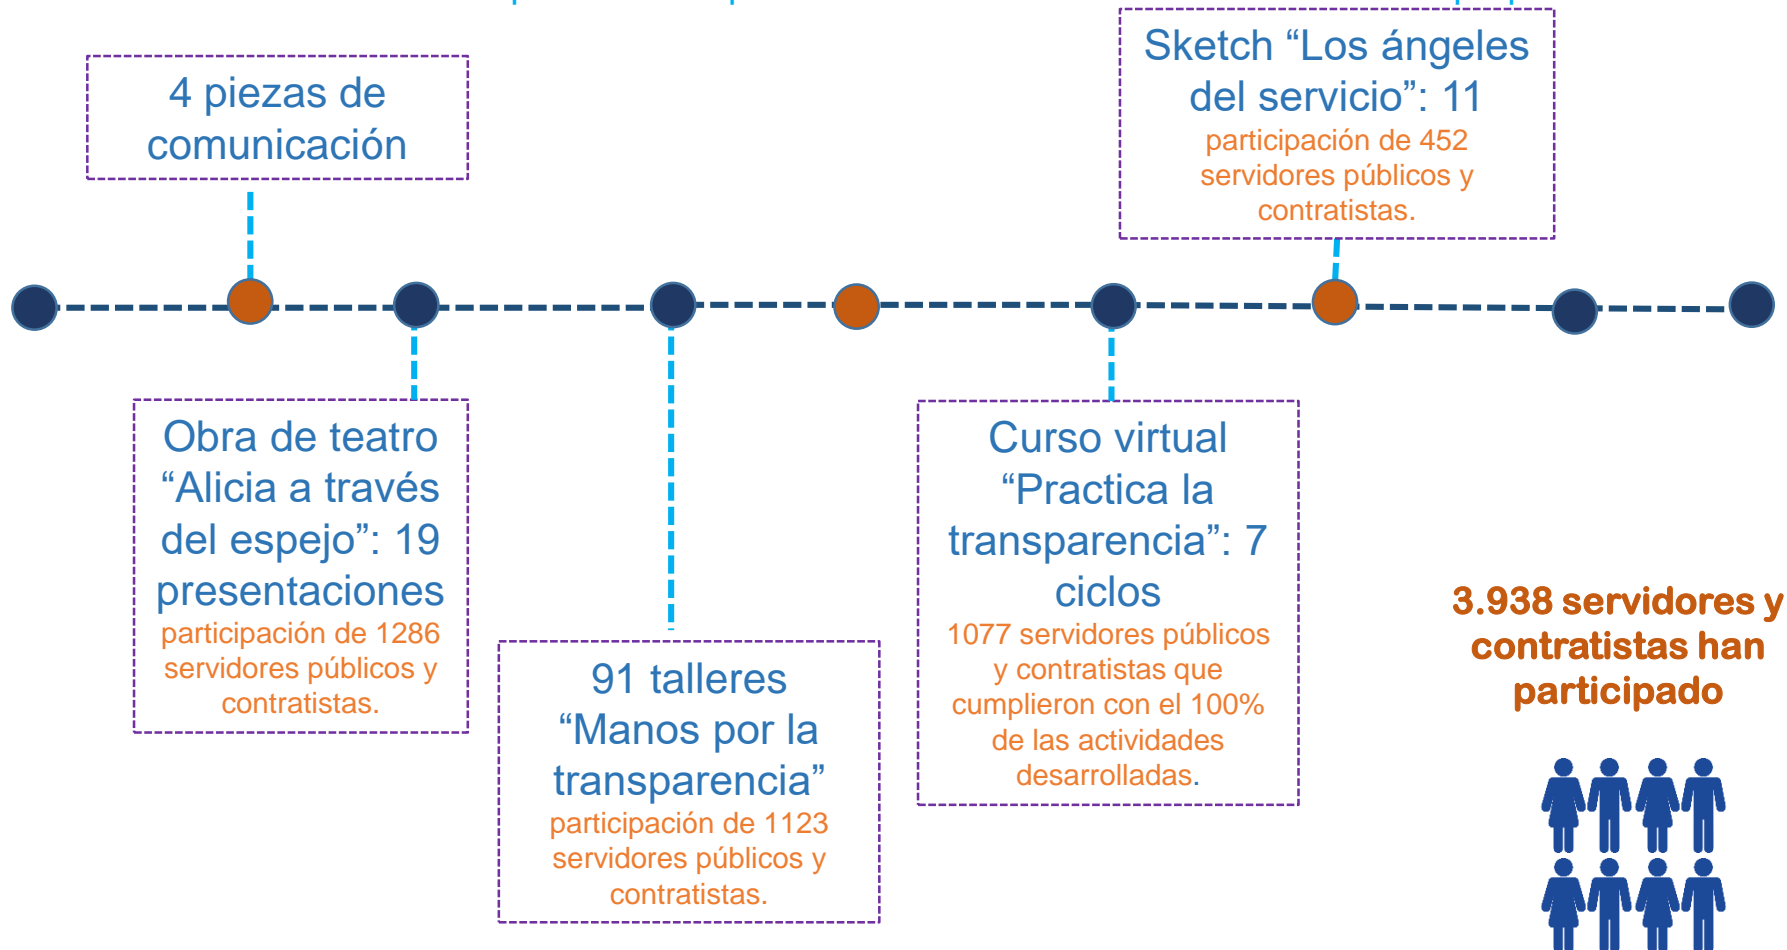 4 piezas de
comunicación
Sketch “Los ángeles
del servicio”: 11
participación de 452
servidores públicos y
contratistas.
Obra de teatro
“Alicia a través
del espejo”: 19
presentaciones
participación de 1286
servidores públicos y
contratistas.
91 talleres
“Manos por la
transparencia”
participación de 1123
servidores públicos y
contratistas.
Curso virtual
“Practica la
transparencia”: 7
ciclos
1077 servidores públicos
y contratistas que
cumplieron con el 100%
de las actividades
desarrolladas.
3.938 servidores y
contratistas han
participado